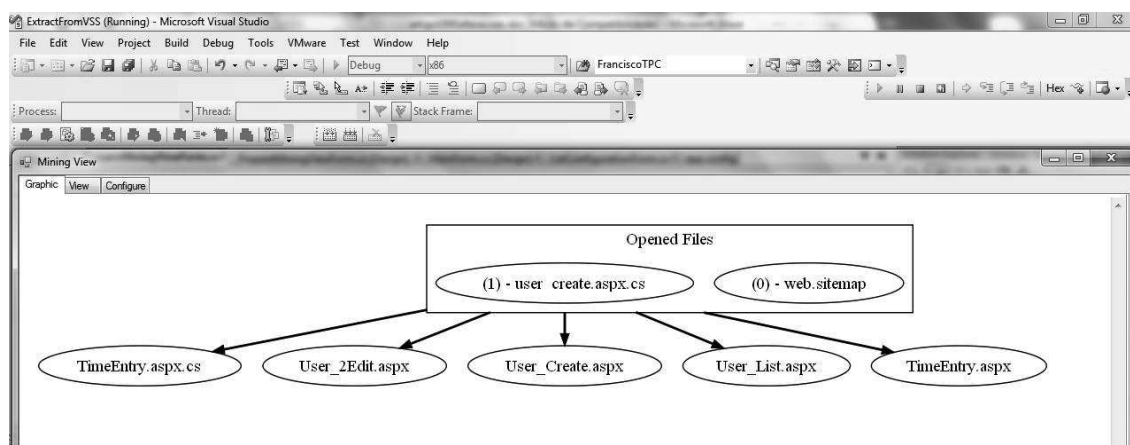 ExtractFromVSS (Running) - Microsoft Visual Studio
File Edit View Project Build Debug Tools VMware Test Window Help
Debug x86 FranciscoTPC
Hex
Process: Thread: Stack Frame:
Mining View
Graphic View Configure
Opened Files
(1) - user create.aspx.cs (0) - web.sitemap
TimeEntry.aspx.cs User_2Edit.aspx User_Create.aspx User_List.aspx TimeEntry.aspx